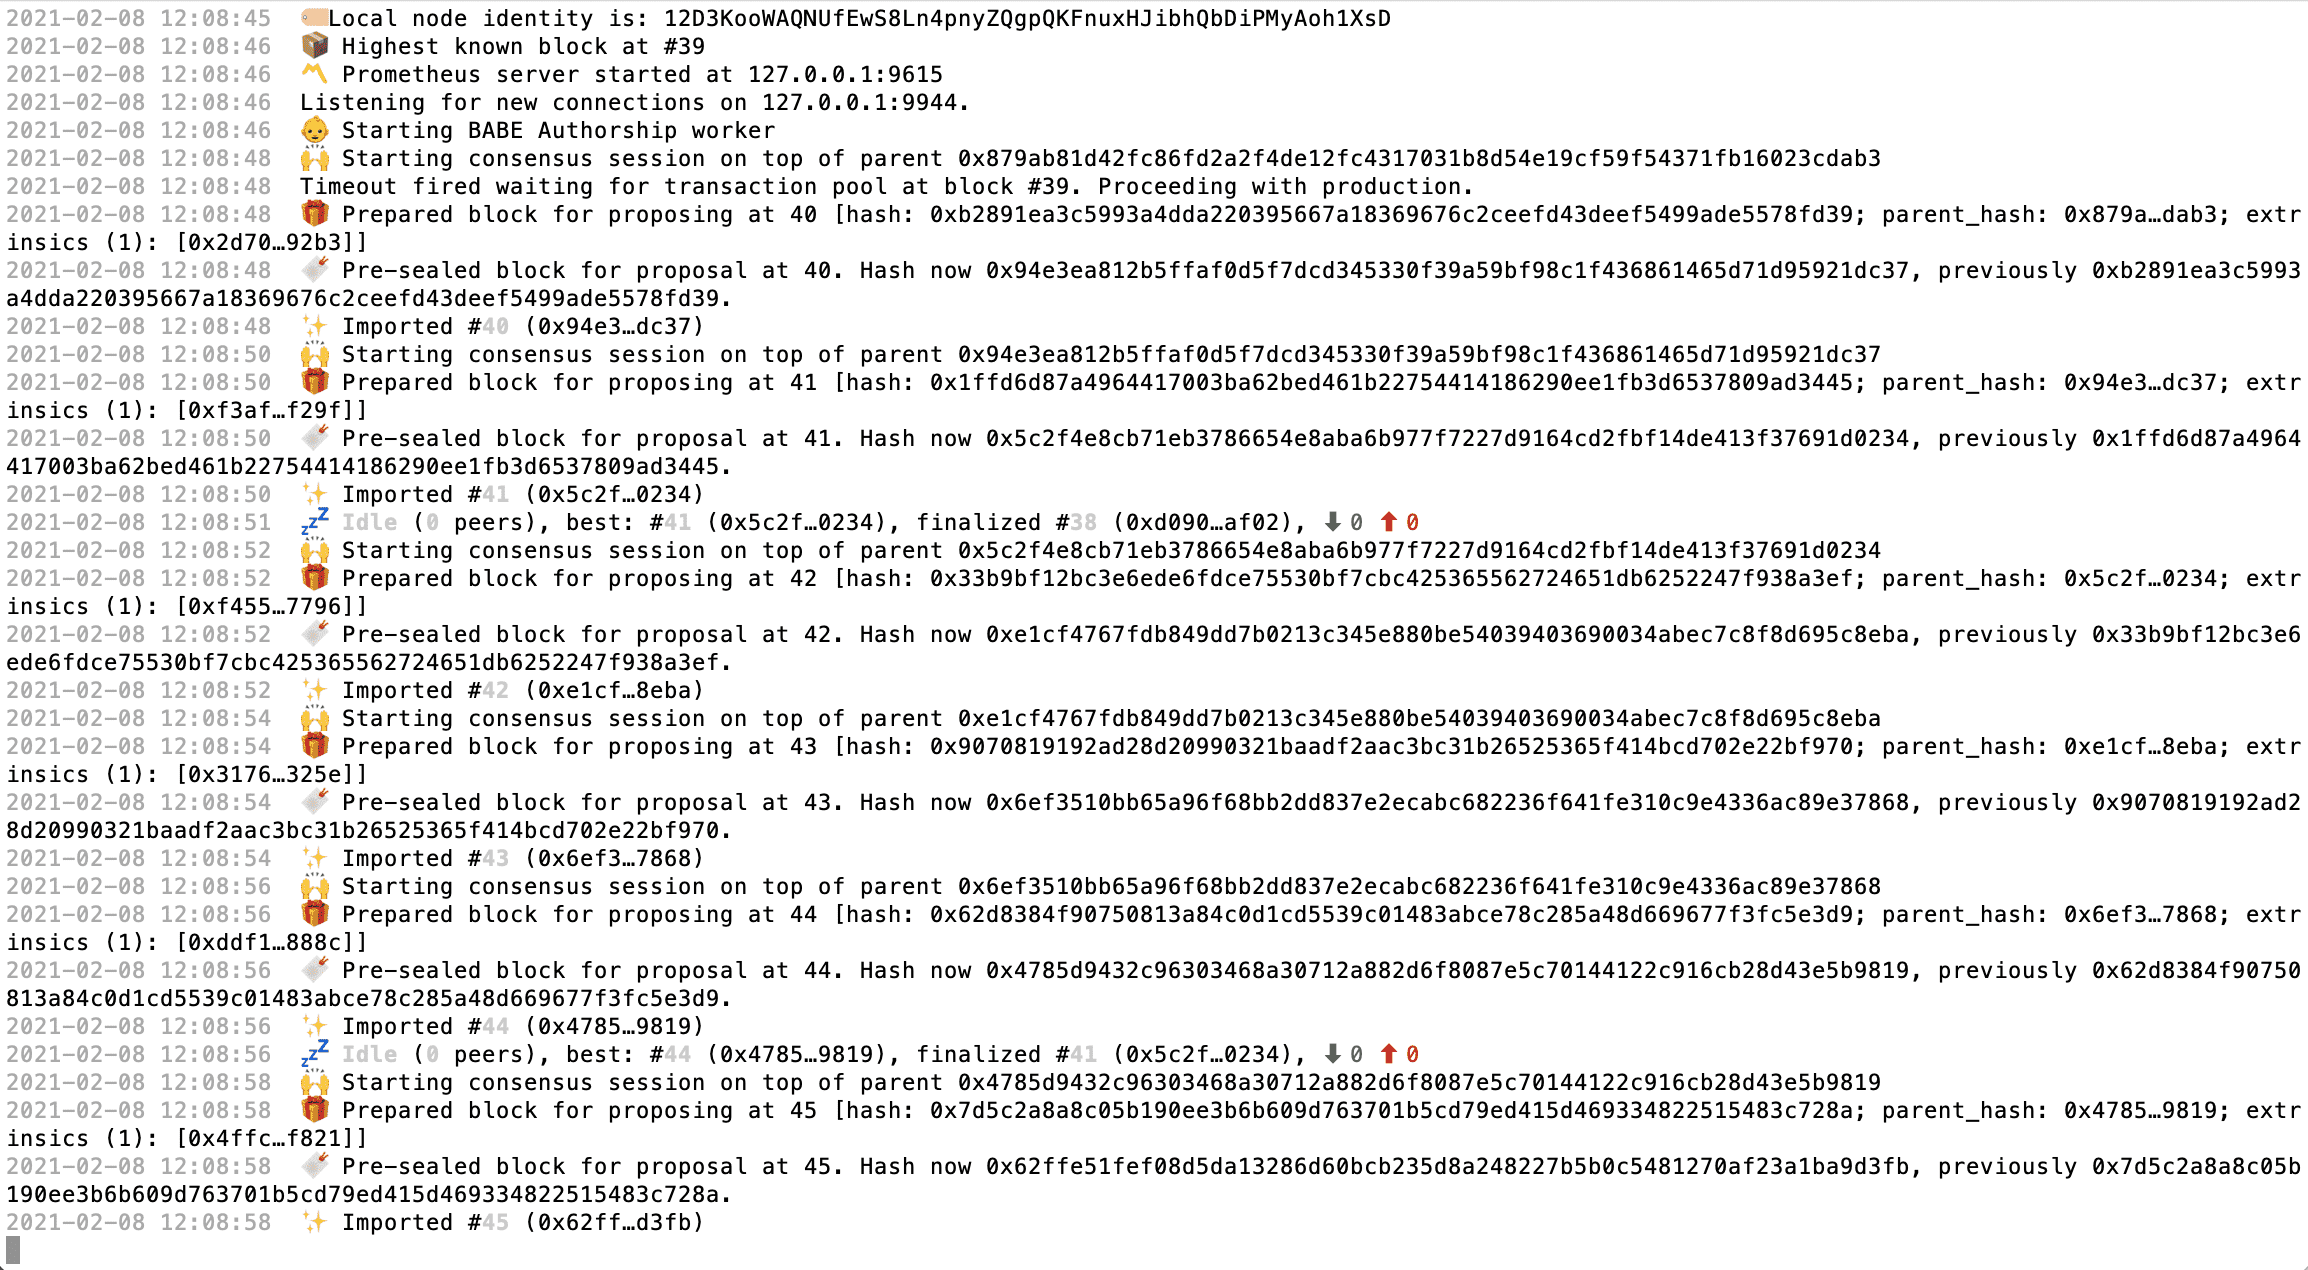 2021-02-08 12:08:45 🏷Local node identity is: 12D3KooWAQNUfEwS8Ln4pnyZQgpQKFnuxHJibhQbDiPMyAoh1XsD
2021-02-08 12:08:46 📦 Highest known block at #39
2021-02-08 12:08:46 〽️ Prometheus server started at 127.0.0.1:9615
2021-02-08 12:08:46 Listening for new connections on 127.0.0.1:9944.
2021-02-08 12:08:46 👶 Starting BABE Authorship worker
2021-02-08 12:08:48 🙌 Starting consensus session on top of parent 0x879ab81d42fc86fd2a2f4de12fc4317031b8d54e19cf59f54371fb16023cdab3
2021-02-08 12:08:48 Timeout fired waiting for transaction pool at block #39. Proceeding with production.
2021-02-08 12:08:48 🎁 Prepared block for proposing at 40 [hash: 0xb2891ea3c5993a4dda220395667a18369676c2ceefd43deef5499ade5578fd39; parent_hash: 0x879a…dab3; extr
insics (1): [0x2d70…92b3]]
2021-02-08 12:08:48 🔖 Pre-sealed block for proposal at 40. Hash now 0x94e3ea812b5ffaf0d5f7dcd345330f39a59bf98c1f436861465d71d95921dc37, previously 0xb2891ea3c5993
a4dda220395667a18369676c2ceefd43deef5499ade5578fd39.
2021-02-08 12:08:48 ✨ Imported #40 (0x94e3…dc37)
2021-02-08 12:08:50 🙌 Starting consensus session on top of parent 0x94e3ea812b5ffaf0d5f7dcd345330f39a59bf98c1f436861465d71d95921dc37
2021-02-08 12:08:50 🎁 Prepared block for proposing at 41 [hash: 0x1ffd6d87a4964417003ba62bed461b22754414186290ee1fb3d6537809ad3445; parent_hash: 0x94e3…dc37; extr
insics (1): [0xf3af…f29f]]
2021-02-08 12:08:50 🔖 Pre-sealed block for proposal at 41. Hash now 0x5c2f4e8cb71eb3786654e8aba6b977f7227d9164cd2fbf14de413f37691d0234, previously 0x1ffd6d87a4964
417003ba62bed461b22754414186290ee1fb3d6537809ad3445.
2021-02-08 12:08:50 ✨ Imported #41 (0x5c2f…0234)
2021-02-08 12:08:51 💤 Idle (0 peers), best: #41 (0x5c2f…0234), finalized #38 (0xd090…af02), ⬇ 0 ⬆ 0
2021-02-08 12:08:52 🙌 Starting consensus session on top of parent 0x5c2f4e8cb71eb3786654e8aba6b977f7227d9164cd2fbf14de413f37691d0234
2021-02-08 12:08:52 🎁 Prepared block for proposing at 42 [hash: 0x33b9bf12bc3e6ede6fdce75530bf7cbc425365562724651db6252247f938a3ef; parent_hash: 0x5c2f…0234; extr
insics (1): [0xf455…7796]]
2021-02-08 12:08:52 🔖 Pre-sealed block for proposal at 42. Hash now 0xe1cf4767fdb849dd7b0213c345e880be54039403690034abec7c8f8d695c8eba, previously 0x33b9bf12bc3e6
ede6fdce75530bf7cbc425365562724651db6252247f938a3ef.
2021-02-08 12:08:52 ✨ Imported #42 (0xe1cf…8eba)
2021-02-08 12:08:54 🙌 Starting consensus session on top of parent 0xe1cf4767fdb849dd7b0213c345e880be54039403690034abec7c8f8d695c8eba
2021-02-08 12:08:54 🎁 Prepared block for proposing at 43 [hash: 0x9070819192ad28d20990321baadf2aac3bc31b26525365f414bcd702e22bf970; parent_hash: 0xe1cf…8eba; extr
insics (1): [0x3176…325e]]
2021-02-08 12:08:54 🔖 Pre-sealed block for proposal at 43. Hash now 0x6ef3510bb65a96f68bb2dd837e2ecabc682236f641fe310c9e4336ac89e37868, previously 0x9070819192ad2
8d20990321baadf2aac3bc31b26525365f414bcd702e22bf970.
2021-02-08 12:08:54 ✨ Imported #43 (0x6ef3…7868)
2021-02-08 12:08:56 🙌 Starting consensus session on top of parent 0x6ef3510bb65a96f68bb2dd837e2ecabc682236f641fe310c9e4336ac89e37868
2021-02-08 12:08:56 🎁 Prepared block for proposing at 44 [hash: 0x62d8384f90750813a84c0d1cd5539c01483abce78c285a48d669677f3fc5e3d9; parent_hash: 0x6ef3…7868; extr
insics (1): [0xddf1…888c]]
2021-02-08 12:08:56 🔖 Pre-sealed block for proposal at 44. Hash now 0x4785d9432c96303468a30712a882d6f8087e5c70144122c916cb28d43e5b9819, previously 0x62d8384f90750
813a84c0d1cd5539c01483abce78c285a48d669677f3fc5e3d9.
2021-02-08 12:08:56 ✨ Imported #44 (0x4785…9819)
2021-02-08 12:08:56 💤 Idle (0 peers), best: #44 (0x4785…9819), finalized #41 (0x5c2f…0234), ⬇ 0 ⬆ 0
2021-02-08 12:08:58 🙌 Starting consensus session on top of parent 0x4785d9432c96303468a30712a882d6f8087e5c70144122c916cb28d43e5b9819
2021-02-08 12:08:58 🎁 Prepared block for proposing at 45 [hash: 0x7d5c2a8a8c05b190ee3b6b609d763701b5cd79ed415d469334822515483c728a; parent_hash: 0x4785…9819; extr
insics (1): [0x4ffc…f821]]
2021-02-08 12:08:58 🔖 Pre-sealed block for proposal at 45. Hash now 0x62ffe51fef08d5da13286d60bcb235d8a248227b5b0c5481270af23a1ba9d3fb, previously 0x7d5c2a8a8c05b
190ee3b6b609d763701b5cd79ed415d469334822515483c728a.
2021-02-08 12:08:58 ✨ Imported #45 (0x62ff…d3fb)